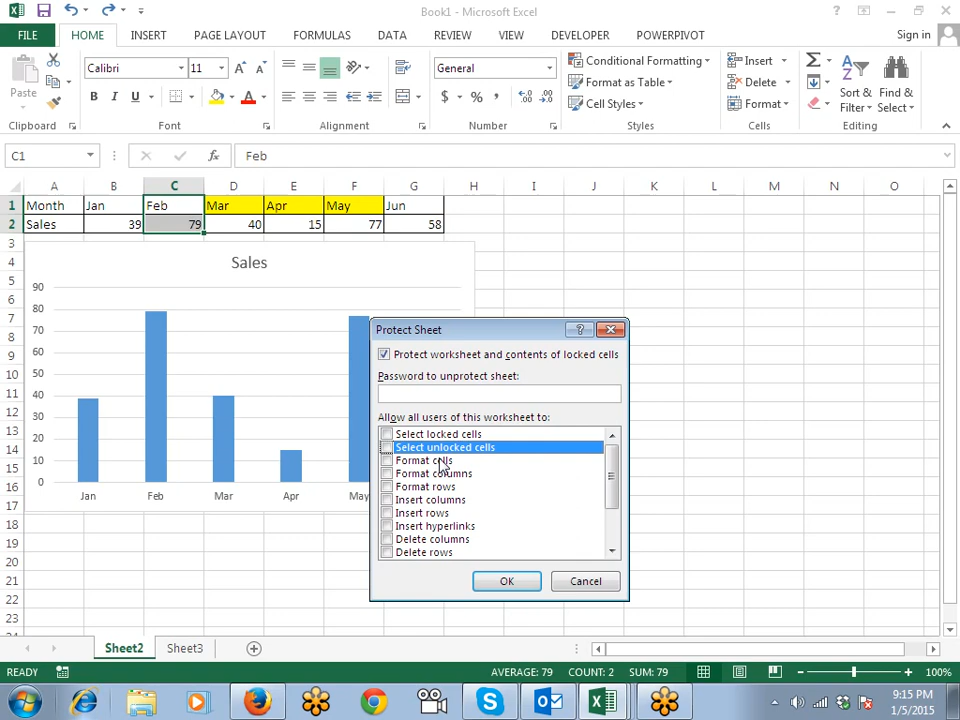 Book1 - Microsoft Excel
FILE HOME INSERT PAGE LAYOUT FORMULAS DATA REVIEW VIEW DEVELOPER POWERPIVOT Sign in
Paste Calibri 11 General Conditional Formatting Insert
B I U $ % , Format as Table Delete Sort & Find &
Cell Styles Format Filter Select
Clipboard Font Alignment Number Styles Cells Editing
C1 fx Feb
A B C D E F G H I J K L M N O
1 Month Jan Feb Mar Apr May Jun
2 Sales 39 79 40 15 77 58
3
4
5
6
7
8
9
10
11
12
13
14
15
16
17
18
19
20
21
22
23
24
Sales
90
80
70
60
50
40
30
20
10
0
Jan Feb Mar Apr May
Protect Sheet
Protect worksheet and contents of locked cells
Password to unprotect sheet:
Allow all users of this worksheet to:
Select locked cells
Select unlocked cells
Format cells
Format columns
Format rows
Insert columns
Insert rows
Insert hyperlinks
Delete columns
Delete rows
OK Cancel
Sheet2 Sheet3
READY AVERAGE: 79 COUNT: 2 SUM: 79 100%
9:15 PM
1/5/2015